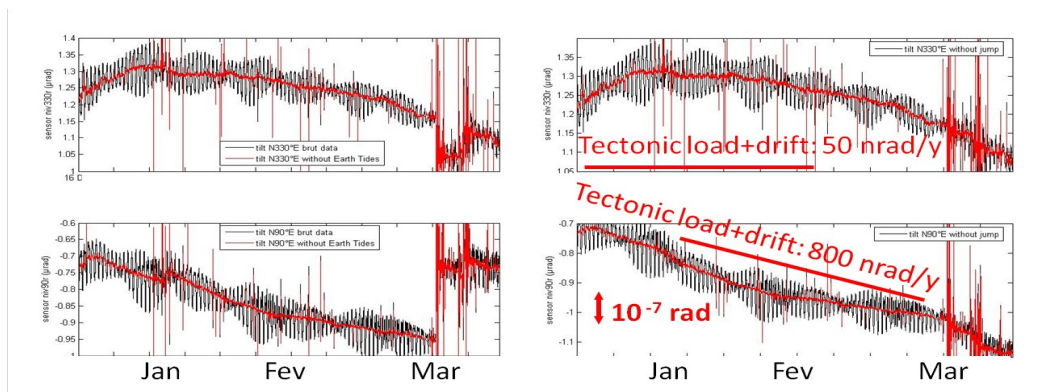 1.4
1.35
1.3
1.25
1.2
1.15
1.1
1.05
16 0
sensor niv330r (µrad)
tilt N330°E brut data
tilt N330°E without Earth Tides
1.35
1.3
1.25
1.2
1.15
1.1
1.05
sensor niv330r (µrad)
tilt N330°E without jump
Tectonic load+drift: 50 nrad/y
-0.6
-0.65
-0.7
-0.75
-0.8
-0.85
-0.9
-0.95
sensor niv90r (µrad)
tilt N90°E brut data
tilt N90°E without Earth Tides
Jan Fev Mar
-0.7
-0.8
-0.9
-1
-1.1
sensor niv90r (µrad)
tilt N90°E without jump
Tectonic load+drift: 800 nrad/y
10⁻⁷ rad
Jan Fev Mar